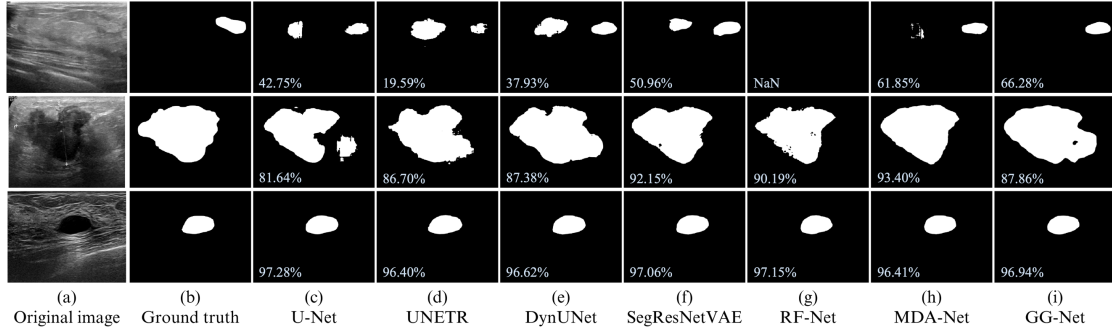 42.75% 19.59% 37.93% 50.96% NaN 61.85% 66.28%
81.64% 86.70% 87.38% 92.15% 90.19% 93.40% 87.86%
97.28% 96.40% 96.62% 97.06% 97.15% 96.41% 96.94%
(a) (b) (c) (d) (e) (f) (g) (h) (i)
Original image Ground truth U-Net UNETR DynUNet SegResNetVAE RF-Net MDA-Net GG-Net